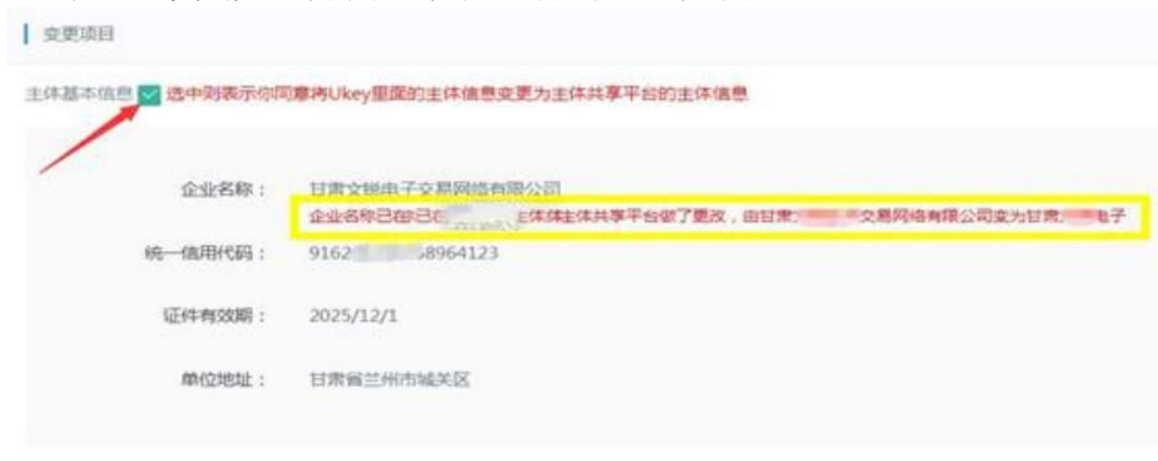 变更项目
主体基本信息 选中则表示你同意将Ukey里面的主体信息变更为主体共享平台的主体信息
企业名称： 甘肃文锐电子交易网络有限公司
企业名称已在已在 主体主体共享平台做了更改，由甘肃 交易网络有限公司变为甘肃 电子
统一信用代码： 9162 8964123
证件有效期： 2025/12/1
单位地址： 甘肃省兰州市城关区